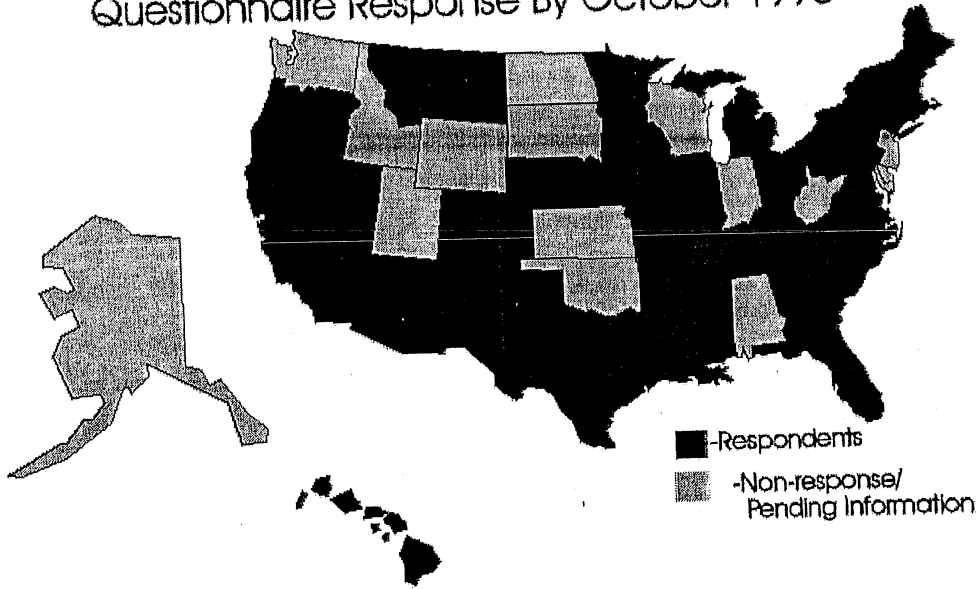 Questionnaire Response By October
-Respondents
-Non-response/
Pending Information